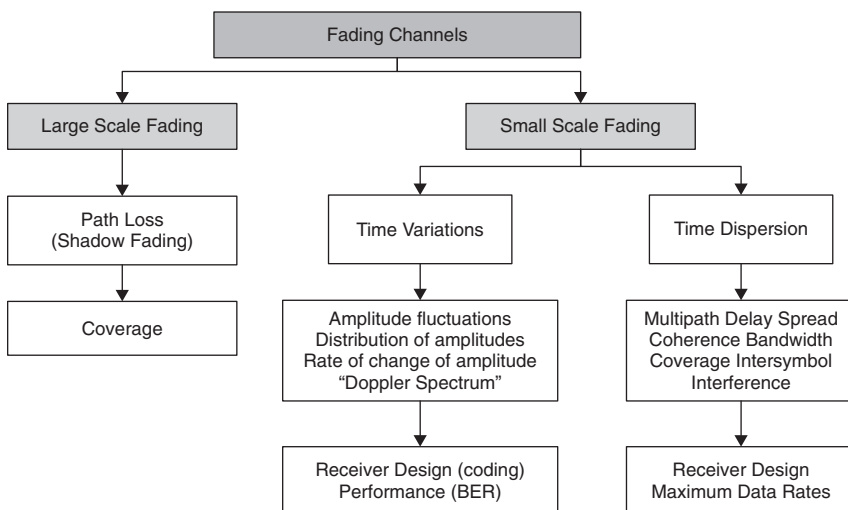 Fading Channels
Large Scale Fading
Small Scale Fading
Path Loss
(Shadow Fading)
Time Variations
Time Dispersion
Coverage
Amplitude fluctuations
Distribution of amplitudes
Rate of change of amplitude
“Doppler Spectrum”
Multipath Delay Spread
Coherence Bandwidth
Coverage Intersymbol
Interference
Receiver Design (coding)
Performance (BER)
Receiver Design
Maximum Data Rates